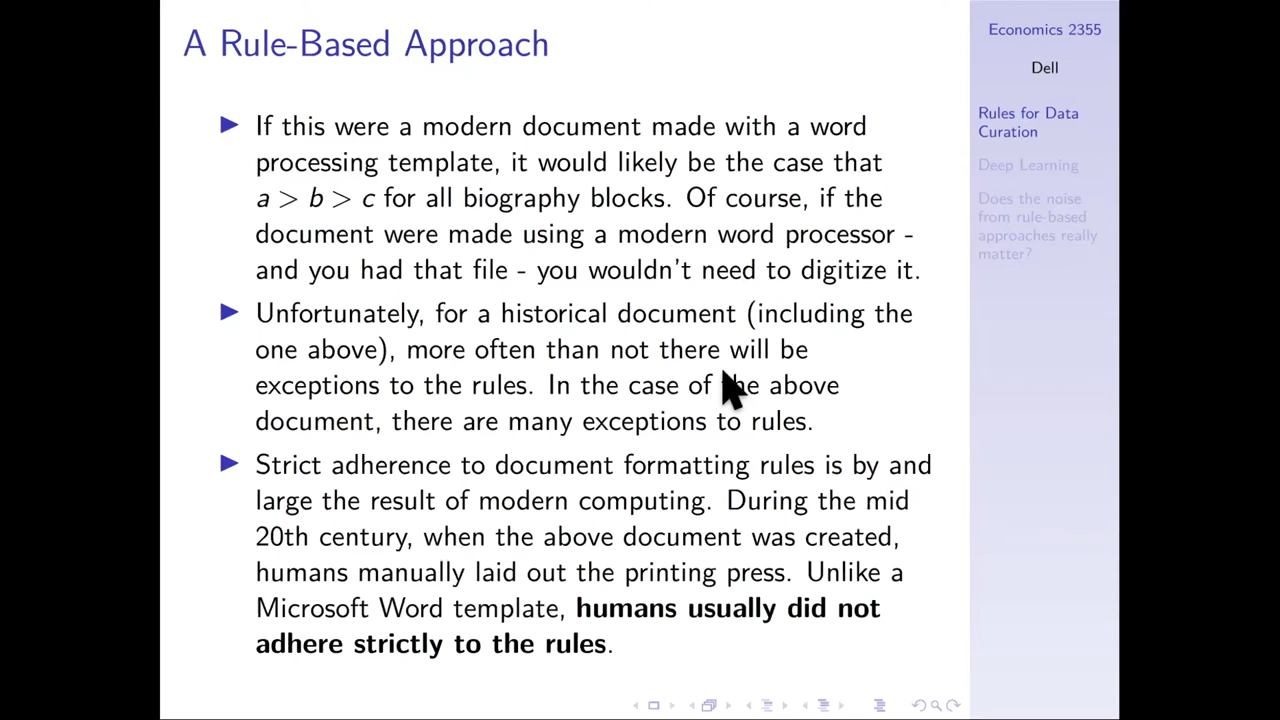 A Rule-Based Approach
If this were a modern document made with a word
processing template, it would likely be the case that
a > b > c for all biography blocks. Of course, if the
document were made using a modern word processor -
and you had that file - you wouldn't need to digitize it.
Unfortunately, for a historical document (including the
one above), more often than not there will be
exceptions to the rules. In the case of the above
document, there are many exceptions to rules.
Strict adherence to document formatting rules is by and
large the result of modern computing. During the mid
20th century, when the above document was created,
humans manually laid out the printing press. Unlike a
Microsoft Word template, humans usually did not
adhere strictly to the rules.
Economics 2355
Dell
Rules for Data
Curation
Deep Learning
Does the noise
from rule-based
approaches really
matter?